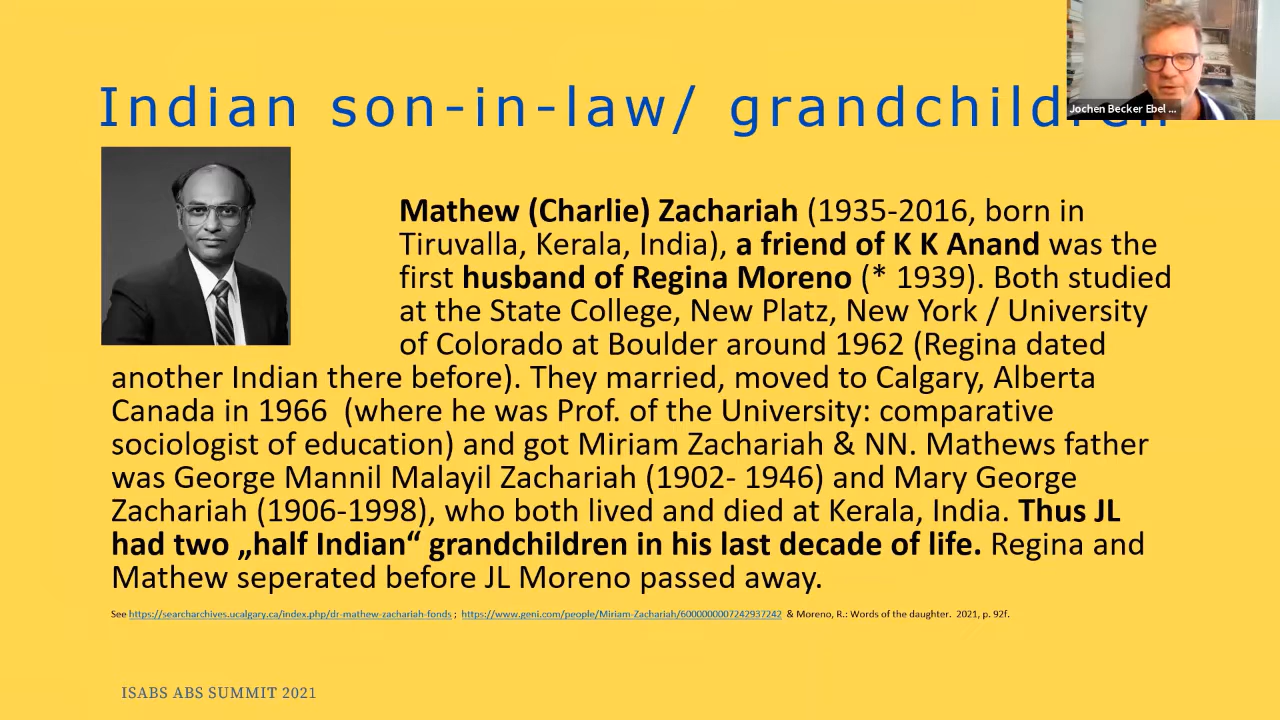 Indian son-in-law/ grandchildren
Jochen Becker Ebel ...
Mathew (Charlie) Zachariah (1935-2016, born in
Tiruvalla, Kerala, India), a friend of K K Anand was the
first husband of Regina Moreno (* 1939). Both studied
at the State College, New Platz, New York / University
of Colorado at Boulder around 1962 (Regina dated
another Indian there before). They married, moved to Calgary, Alberta
Canada in 1966  (where he was Prof. of the University: comparative
sociologist of education) and got Miriam Zachariah & NN. Mathews father
was George Mannil Malayil Zachariah (1902- 1946) and Mary George
Zachariah (1906-1998), who both lived and died at Kerala, India. Thus JL
had two „half Indian“ grandchildren in his last decade of life. Regina and
Mathew seperated before JL Moreno passed away.
See https://searcharchives.ucalgary.ca/index.php/dr-mathew-zachariah-fonds ;  https://www.geni.com/people/Miriam-Zachariah/6000000007242937242  & Moreno, R.: Words of the daughter.  2021, p. 92f.
ISABS ABS SUMMIT 2021